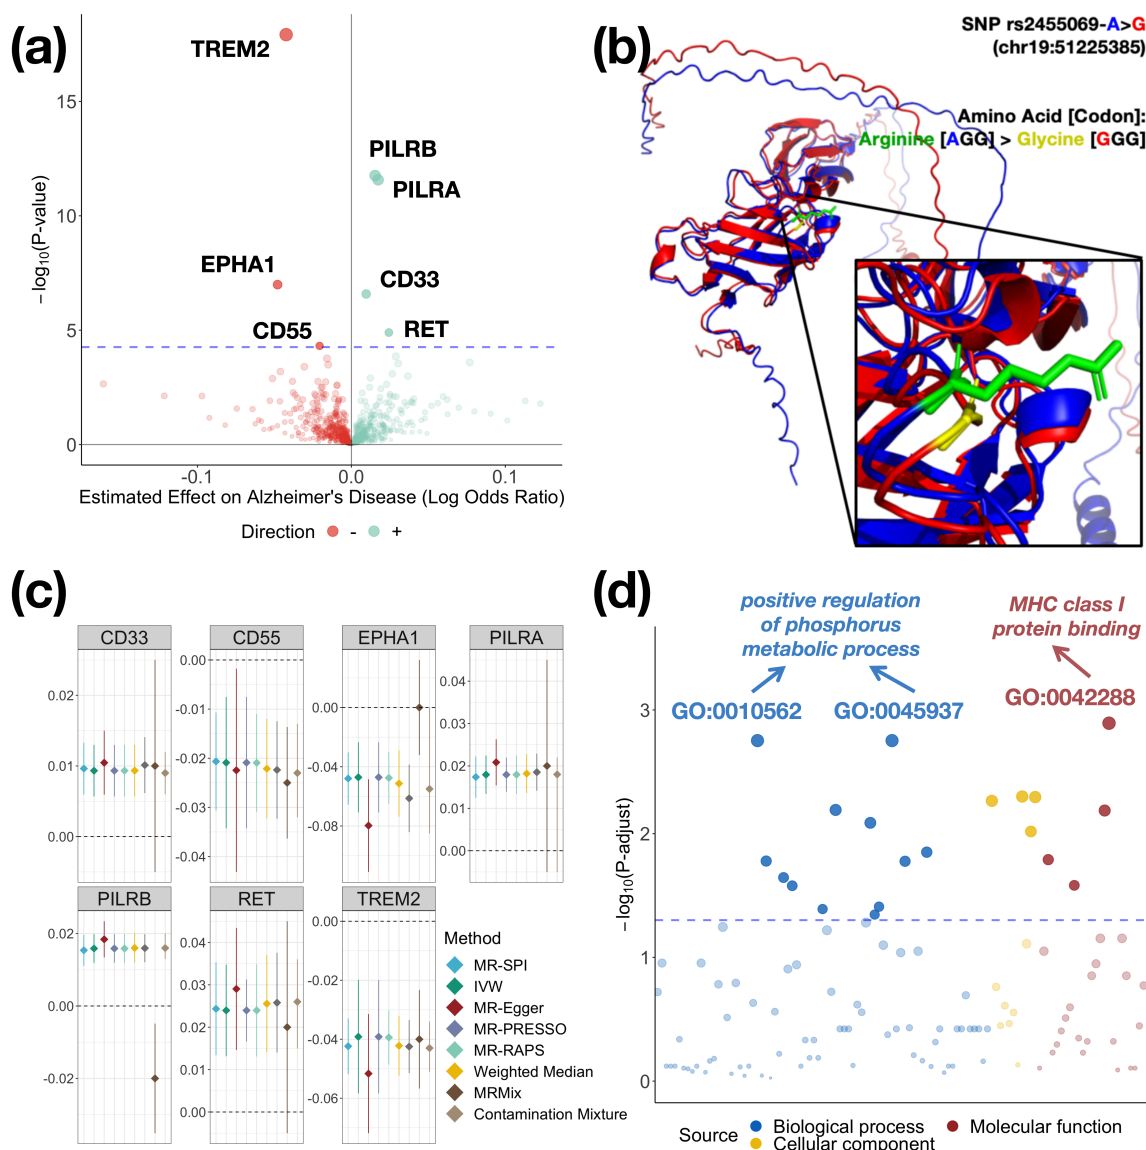 (a)
TREM2
PILRB
PILRA
EPHA1
CD33
CD55
RET
15
10
5
0
−log10(P-value)
-0.1
0.0
0.1
Estimated Effect on Alzheimer's Disease (Log Odds Ratio)
Direction - +
(b)
SNP rs2455069-A>G
(chr19:51225385)
Amino Acid [Codon]:
Arginine [AGG] > Glycine [GGG]
(c)
CD33
0.02
0.01
0.00
CD55
0.00
-0.01
-0.02
-0.03
-0.04
EPHA1
0.00
-0.04
-0.08
PILRA
0.04
0.03
0.02
0.01
0.00
PILRB
0.02
0.00
-0.02
RET
0.04
0.03
0.02
0.01
0.00
TREM2
0.00
-0.02
-0.04
-0.06
Method
MR-SPI
IVW
MR-Egger
MR-PRESSO
MR-RAPS
Weighted Median
MRMix
Contamination Mixture
(d)
positive regulation
of phosphorus
metabolic process
MHC class I
protein binding
GO:0010562
GO:0045937
GO:0042288
3
2
1
0
−log10(P-adjust)
Source
Biological process
Molecular function
Cellular component